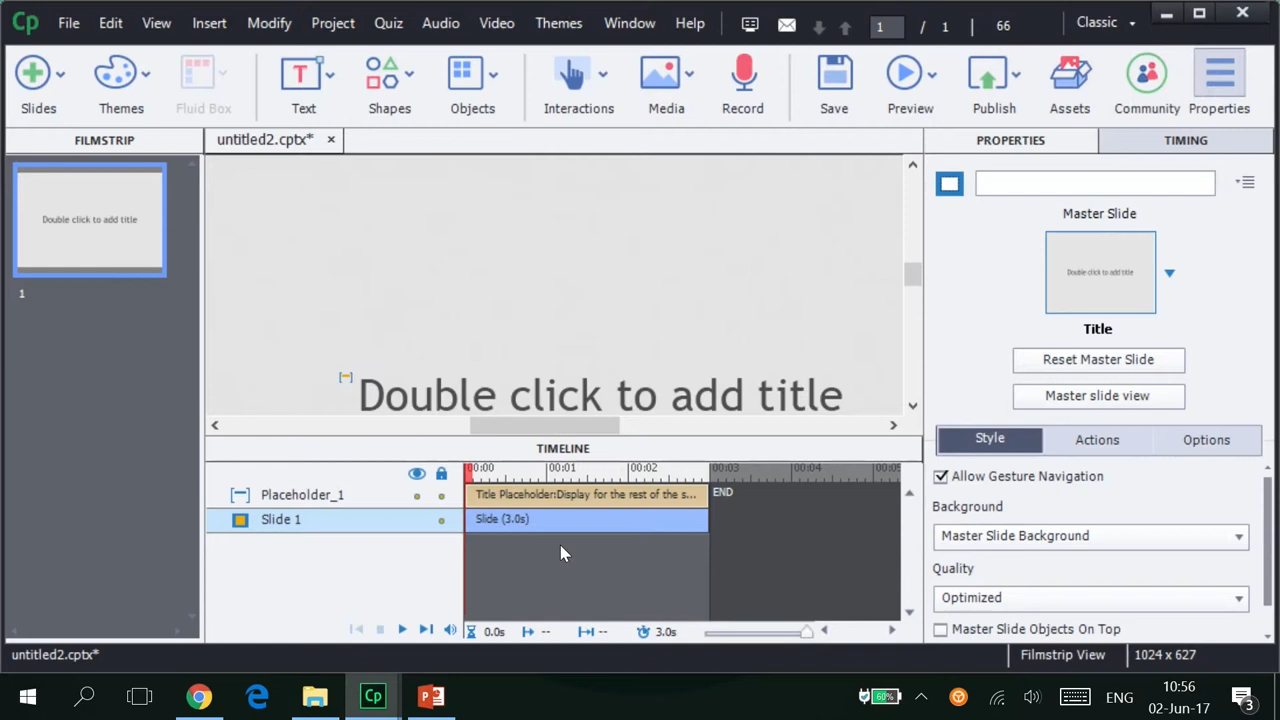 Cp File Edit View Insert Modify Project Quiz Audio Video Themes Window Help 1 / 1 66 Classic
Slides Themes Fluid Box Text Shapes Objects Interactions Media Record Save Preview Publish Assets Community Properties
FILMSTRIP untitled2.cptx* × PROPERTIES TIMING
Double click to add title
1
Double click to add title
Master Slide
Double click to add title
Title
Reset Master Slide
Master slide view
Style Actions Options
Allow Gesture Navigation
Background
Master Slide Background
Quality
Optimized
Master Slide Objects On Top
TIMELINE
00:00 00:01 00:02 00:03 00:04 00:05
Placeholder_1 Title Placeholder:Display for the rest of the s... END
Slide 1 Slide (3.0s)
0.0s -- -- 3.0s
untitled2.cptx* Filmstrip View 1024 x 627
Cp 60% ENG 10:56
02-Jun-17 3